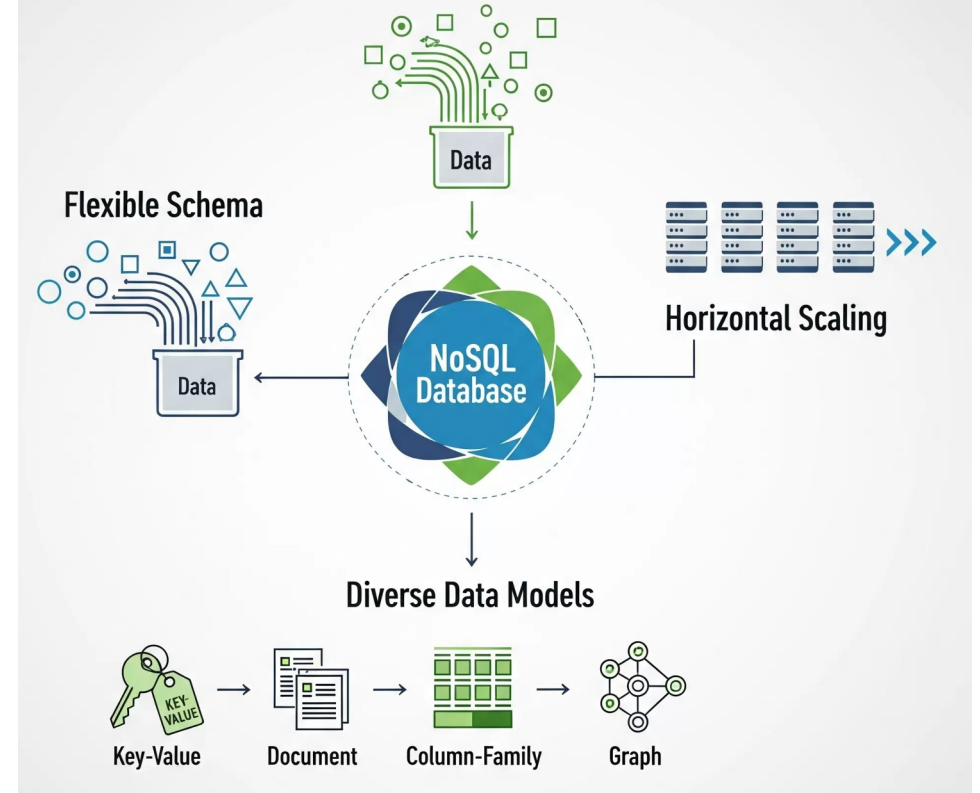 Data
Flexible Schema
Data
NoSQL
Database
Horizontal Scaling
Diverse Data Models
KEY-
VALUE
Key-Value
Document
Column-Family
Graph